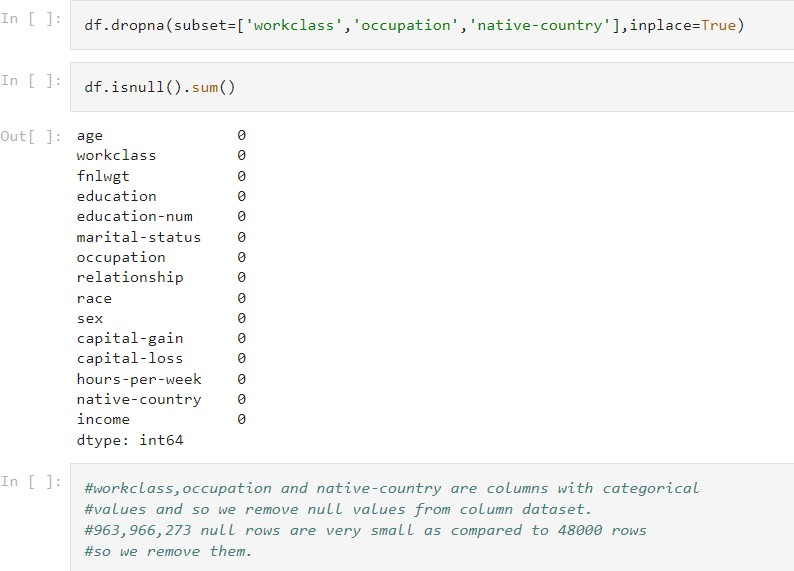 In [ ]: df.dropna(subset=['workclass','occupation','native-country'],inplace=True)
In [ ]: df.isnull().sum()
Out[ ]: age 0
workclass 0
fnlwgt 0
education 0
education-num 0
marital-status 0
occupation 0
relationship 0
race 0
sex 0
capital-gain 0
capital-loss 0
hours-per-week 0
native-country 0
income 0
dtype: int64
In [ ]: #workclass,occupation and native-country are columns with categorical
#values and so we remove null values from column dataset.
#963,966,273 null rows are very small as compared to 48000 rows
#so we remove them.